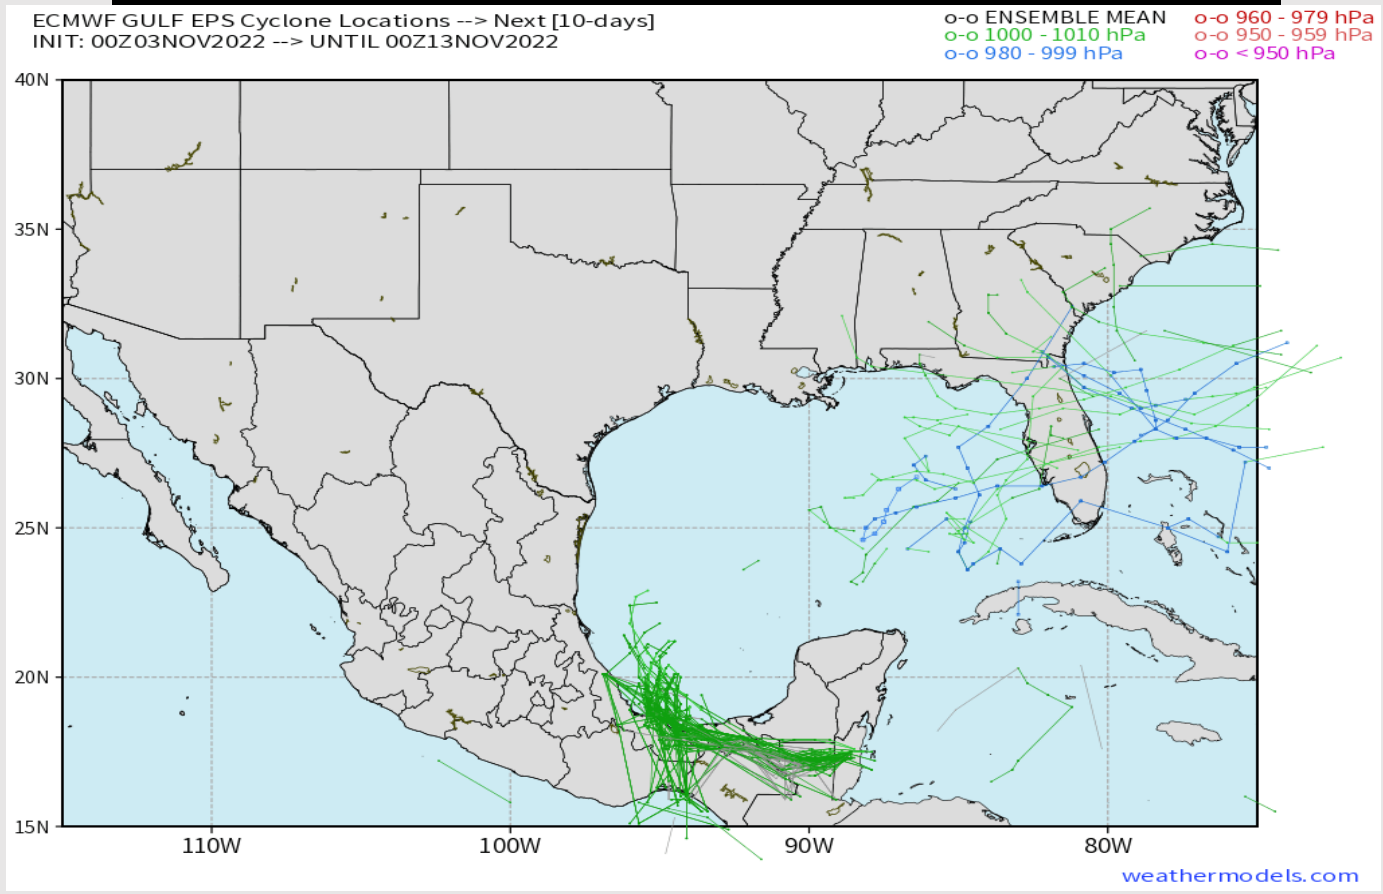 ECMWF GULF EPS Cyclone Locations --> Next [10-days]
INIT: 00Z03NOV2022 --> UNTIL 00Z13NOV2022
o-o ENSEMBLE MEAN
o-o 1000 - 1010 hPa
o-o 980 - 999 hPa
o-o 960 - 979 hPa
o-o 950 - 959 hPa
o-o < 950 hPa
40N
35N
30N
25N
20N
15N
110W
100W
90W
80W
weathermodels.com